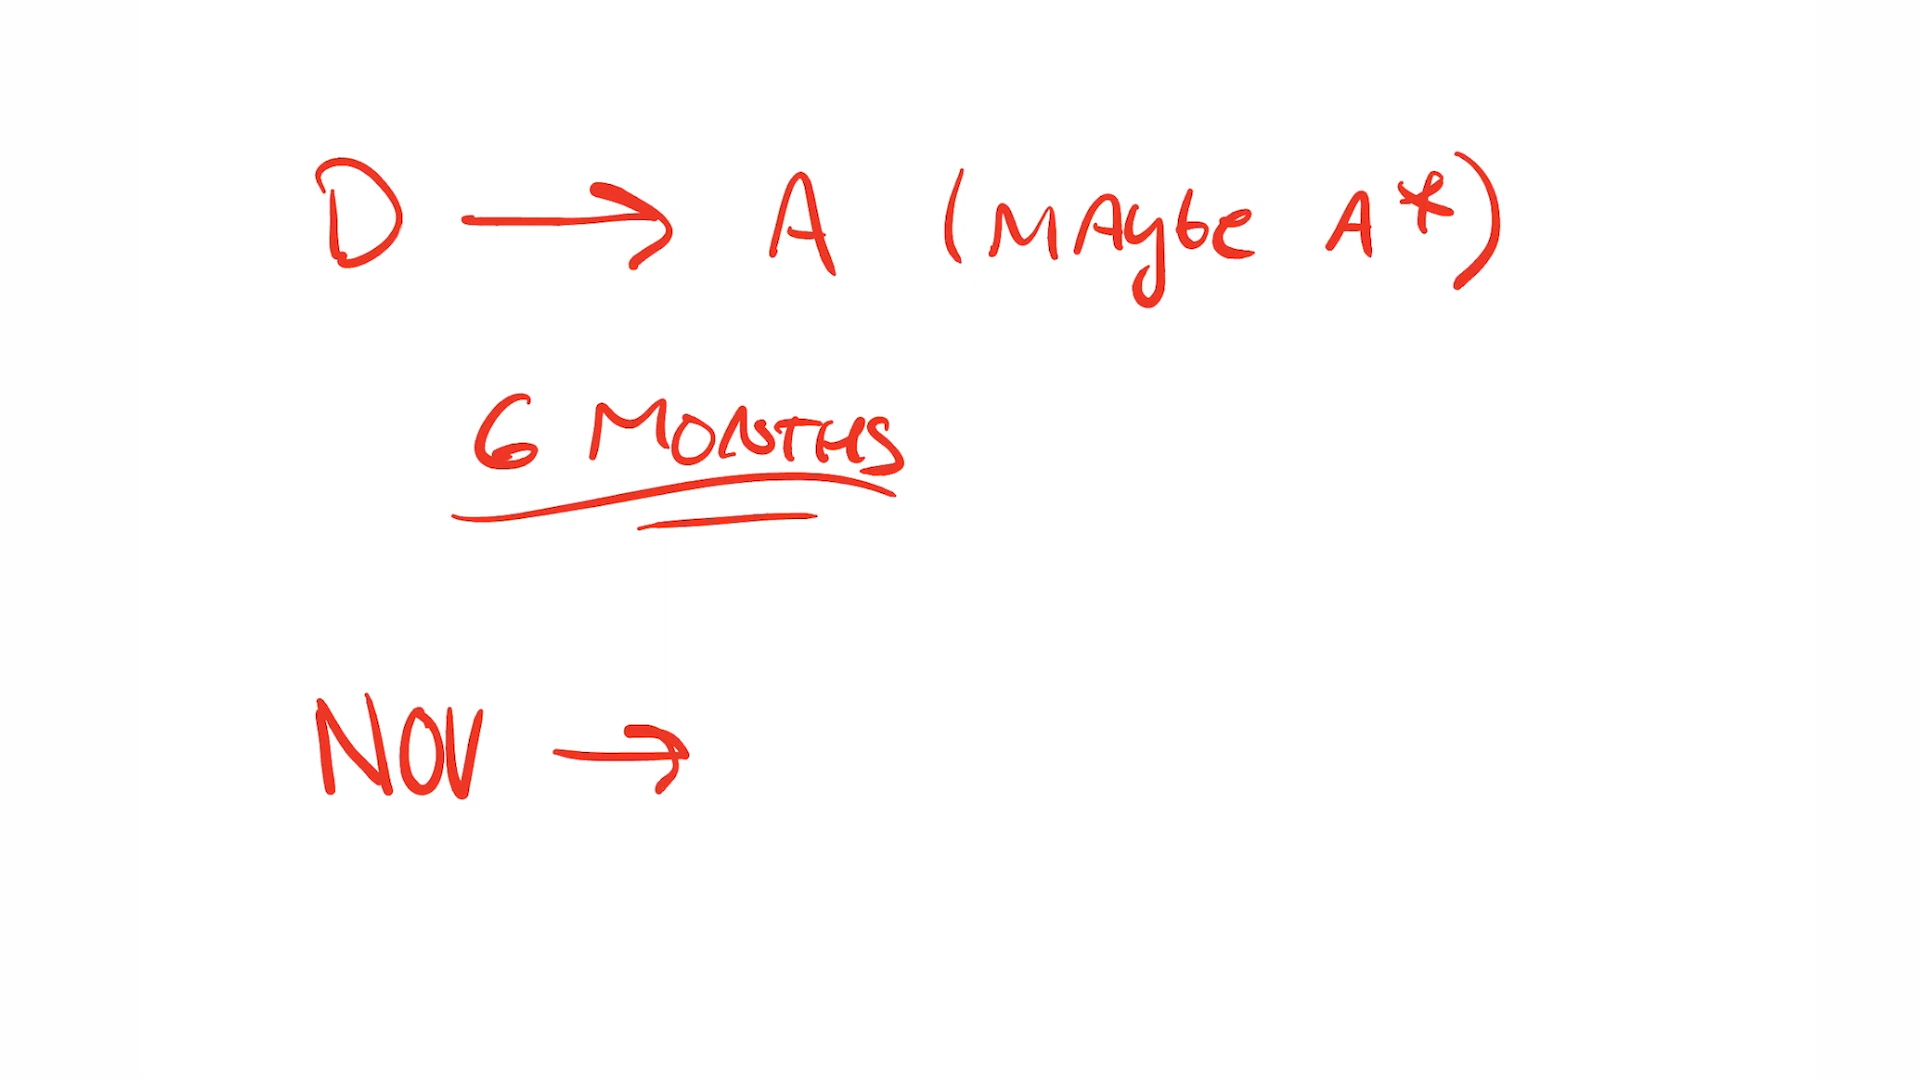 D → A (MAYBE A*)
6 MONTHS
NOV →